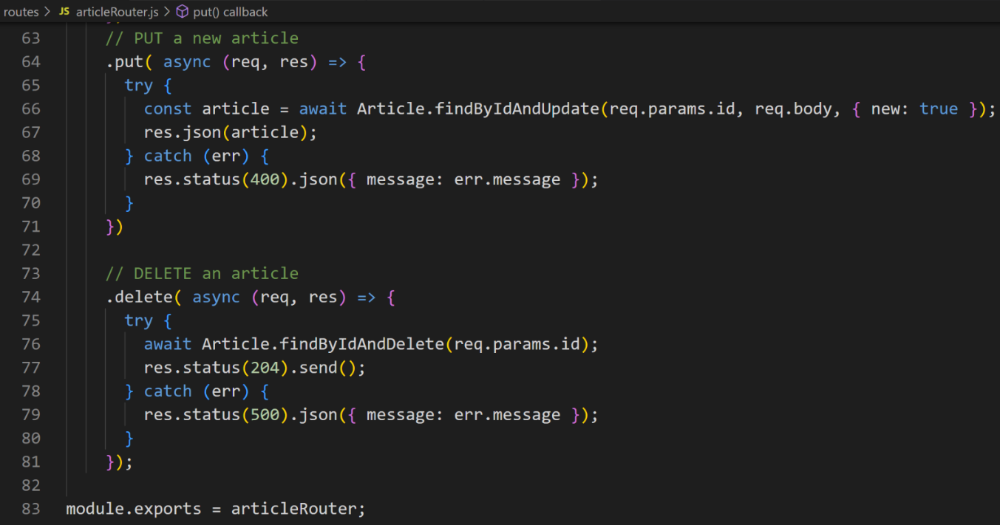 routes > JS articleRouter.js > put() callback
63 // PUT a new article
64 .put( async (req, res) => {
65 try {
66 const article = await Article.findByIdAndUpdate(req.params.id, req.body, { new: true });
67 res.json(article);
68 } catch (err) {
69 res.status(400).json({ message: err.message });
70 }
71 })
72
73 // DELETE an article
74 .delete( async (req, res) => {
75 try {
76 await Article.findByIdAndDelete(req.params.id);
77 res.status(204).send();
78 } catch (err) {
79 res.status(500).json({ message: err.message });
80 }
81 });
82
83 module.exports = articleRouter;